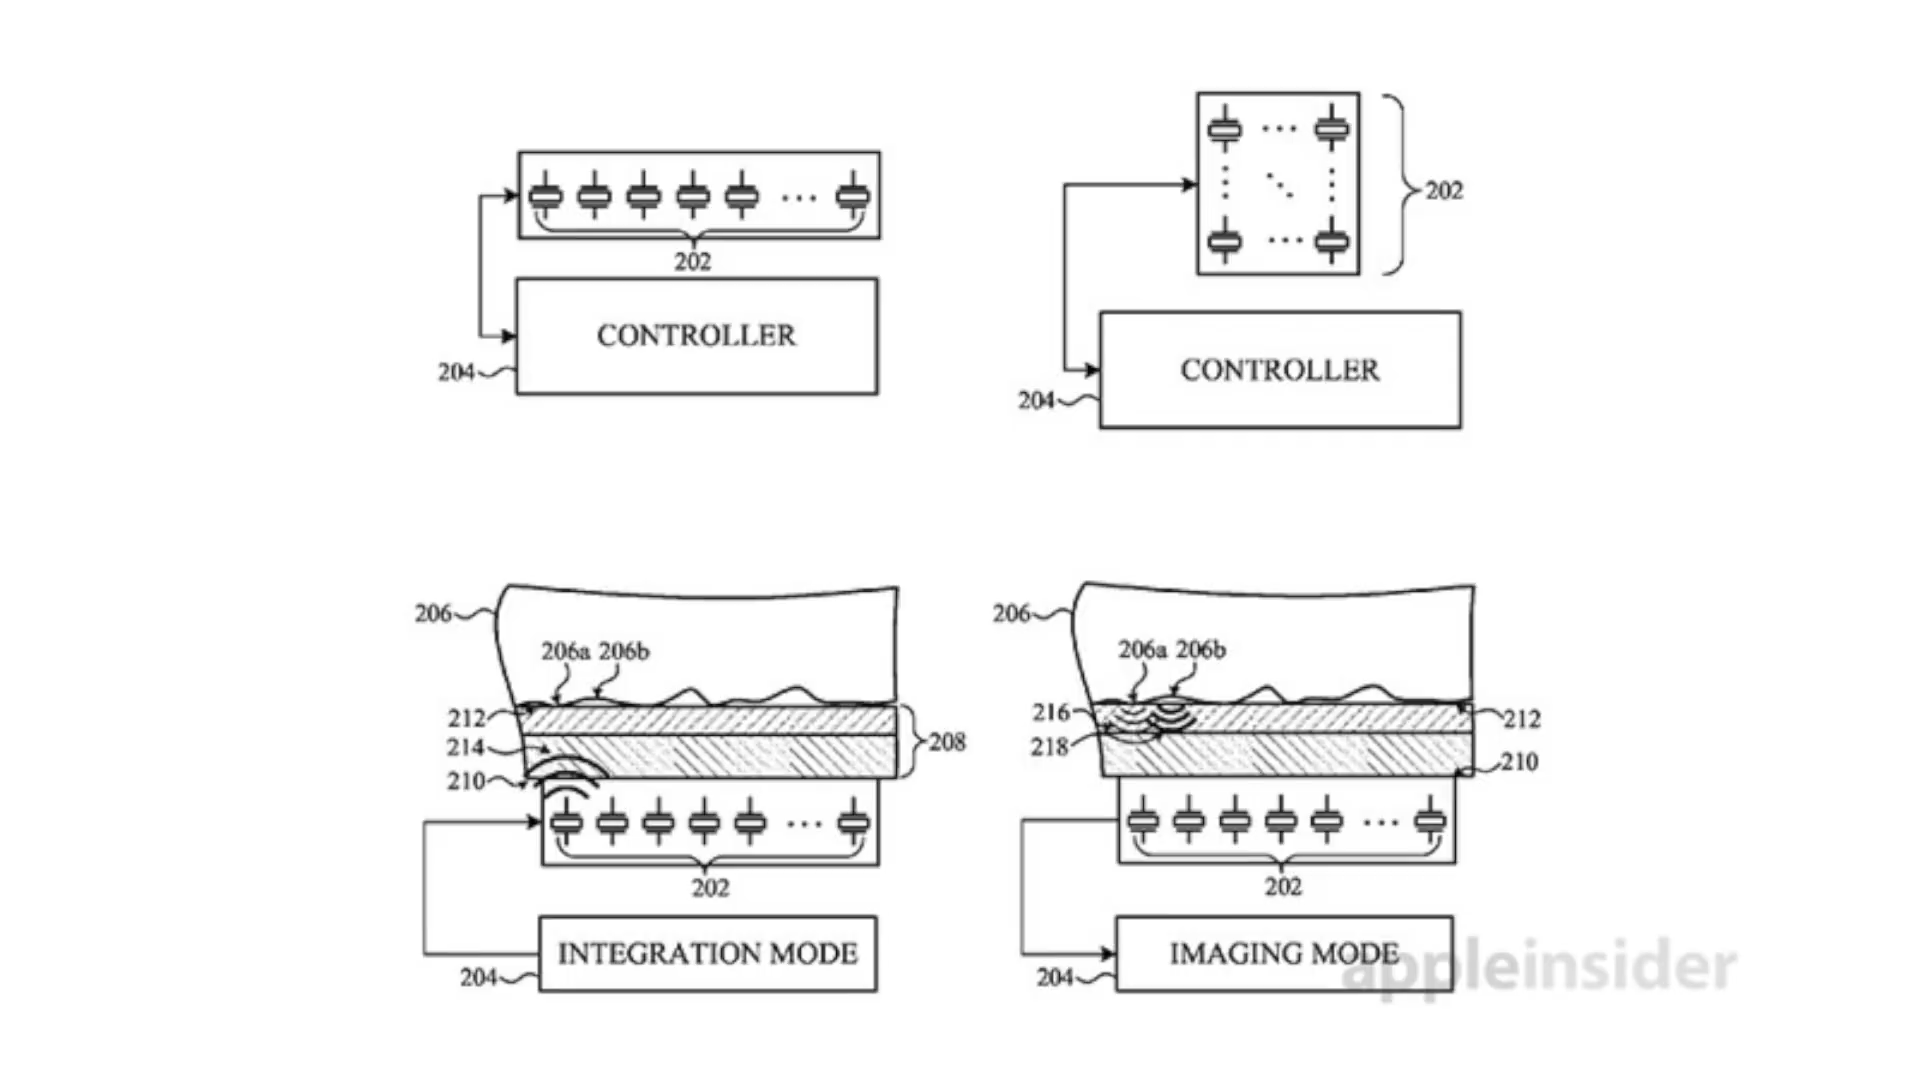 202
CONTROLLER
204
202
CONTROLLER
204
206
206a 206b
212
214
210
208
202
INTEGRATION MODE
204
206
206a 206b
216
218
212
210
202
IMAGING MODE
204
appleinsider